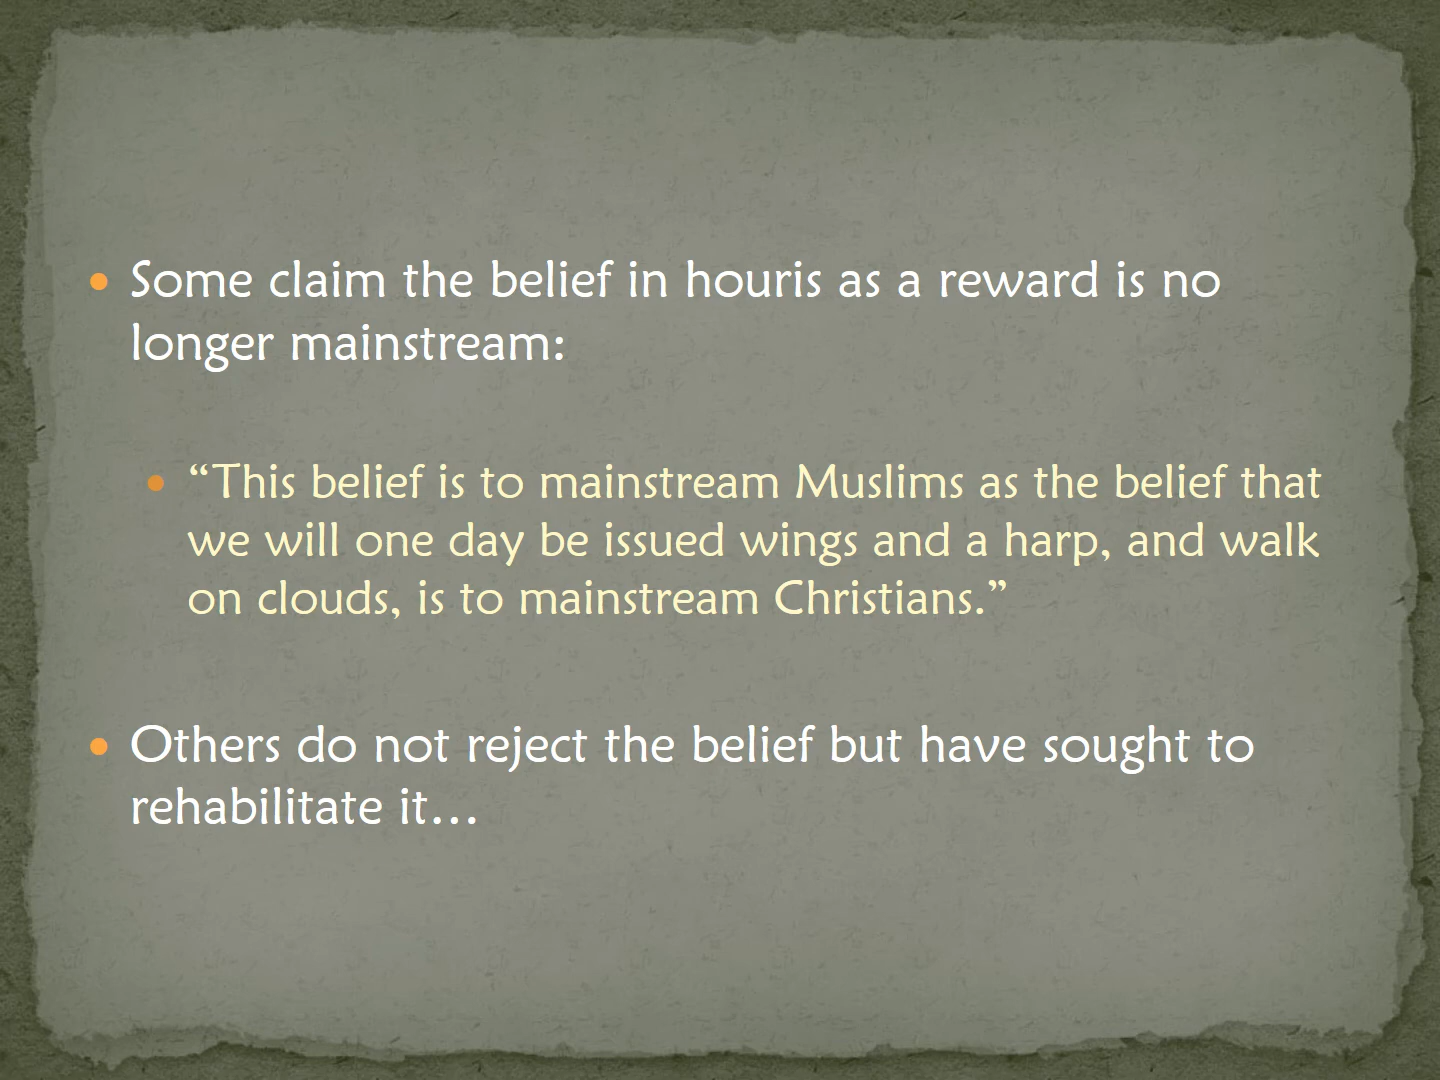 • Some claim the belief in houris as a reward is no
longer mainstream:
• “This belief is to mainstream Muslims as the belief that
we will one day be issued wings and a harp, and walk
on clouds, is to mainstream Christians.”
• Others do not reject the belief but have sought to
rehabilitate it…